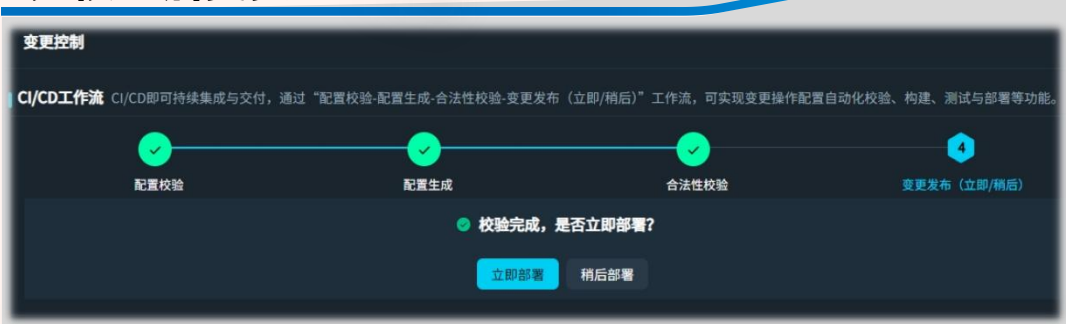 变更控制
CI/CD工作流 CI/CD即可持续集成与交付，通过“配置校验-配置生成-合法性校验-变更发布（立即/稍后）”工作流，可实现变更操作配置自动化校验、构建、测试与部署等功能。
4
配置校验 配置生成 合法性校验 变更发布（立即/稍后）
校验完成，是否立即部署？
立即部署 稍后部署